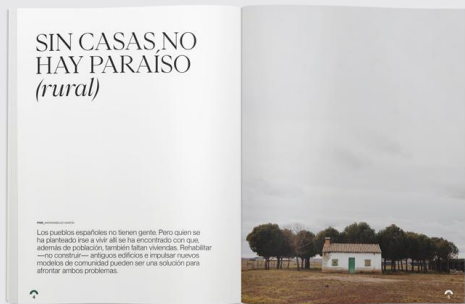 SIN CASAS NO
HAY PARAÍSO
(rural)
Los pueblos españoles no tienen gente. Pero quien se
ha planteado irse a vivir allí se ha encontrado con que,
además de población, también faltan viviendas. Rehabilitar
—no construir— antiguos edificios e impulsar nuevos
modelos de comunidad pueden ser una solución para
afrontar ambos problemas.